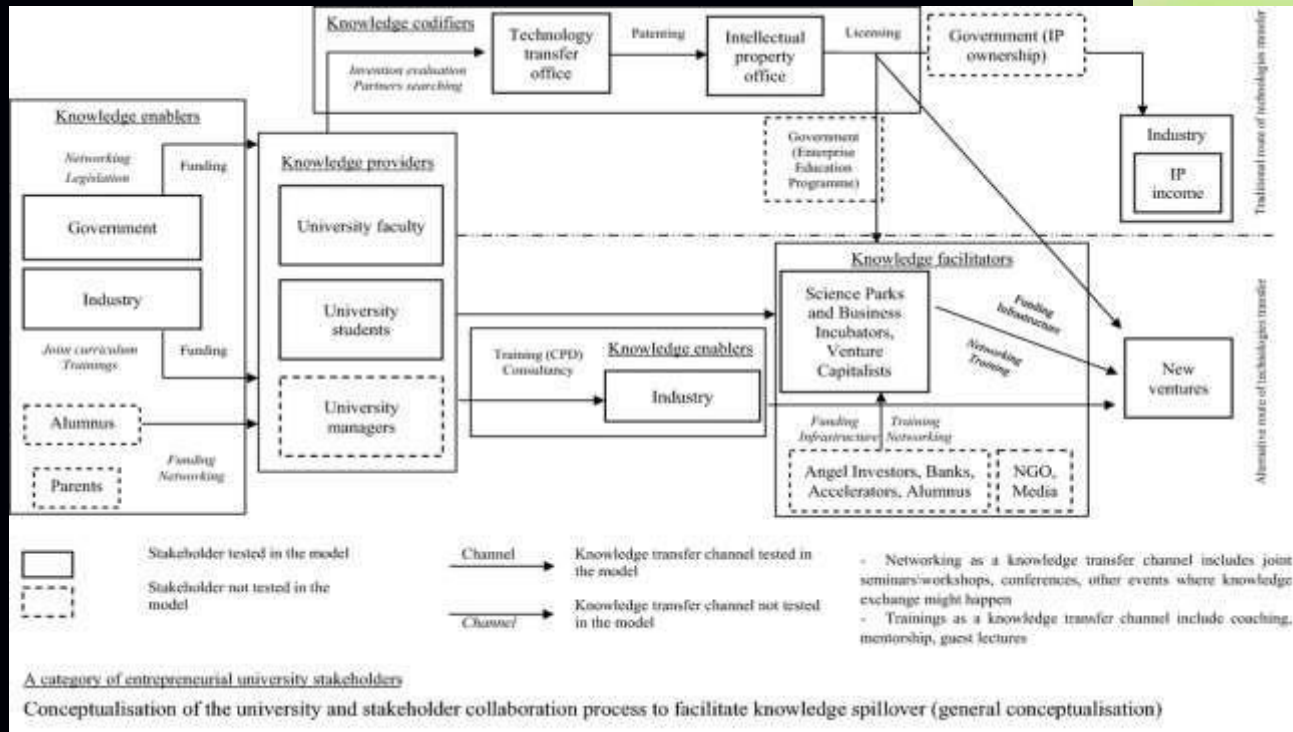 Knowledge codifiers
Technology
transfer
office
Patenting
Intellectual
property
office
Licensing
Government (IP
ownership)
Invention evaluation
Partners searching
Traditional route of technologies transfer
Knowledge enablers
Networking
Legislation
Funding
Government
Industry
Joint curriculum
Trainings
Funding
Alumnus
Funding
Networking
Parents
Knowledge providers
University faculty
University
students
University
managers
Government
(Enterprise
Education
Programme)
Industry
IP
income
Knowledge facilitators
Science Parks
and Business
Incubators,
Venture
Capitalists
Funding
Infrastructure
Networking
Training
Training (CPD)
Consultancy
Knowledge enablers
Industry
New
ventures
Funding
Infrastructure
Training
Networking
Angel Investors, Banks,
Accelerators, Alumnus
NGO,
Media
Alternative route of technologies transfer
Stakeholder tested in the model
Stakeholder not tested in the
model
Channel
Knowledge transfer channel tested in
the model
Channel
Knowledge transfer channel not tested
in the model
- Networking as a knowledge transfer channel includes joint
seminars/workshops, conferences, other events where knowledge
exchange might happen
- Trainings as a knowledge transfer channel include coaching,
mentorship, guest lectures
A category of entrepreneurial university stakeholders
Conceptualisation of the university and stakeholder collaboration process to facilitate knowledge spillover (general conceptualisation)